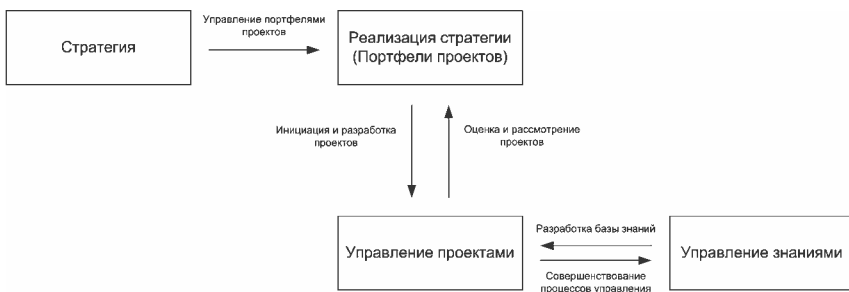 Стратегия
Управление портфелями
проектов
Реализация стратегии
(Портфели проектов)
Инициация и разработка
проектов
Оценка и рассмотрение
проектов
Управление проектами
Разработка базы знаний
Совершенствование
процессов управления
Управление знаниями